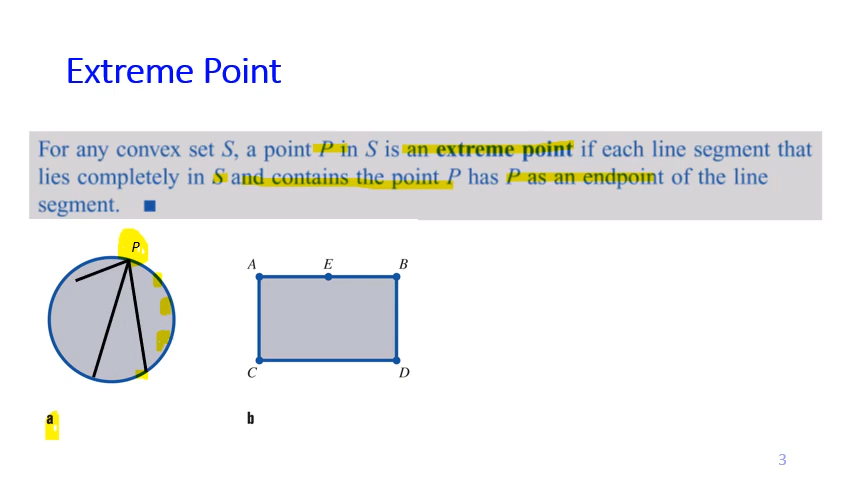 Extreme Point
For any convex set S, a point P in S is an extreme point if each line segment that
lies completely in S and contains the point P has P as an endpoint of the line
segment. ■
P
A E B
C D
a b
3